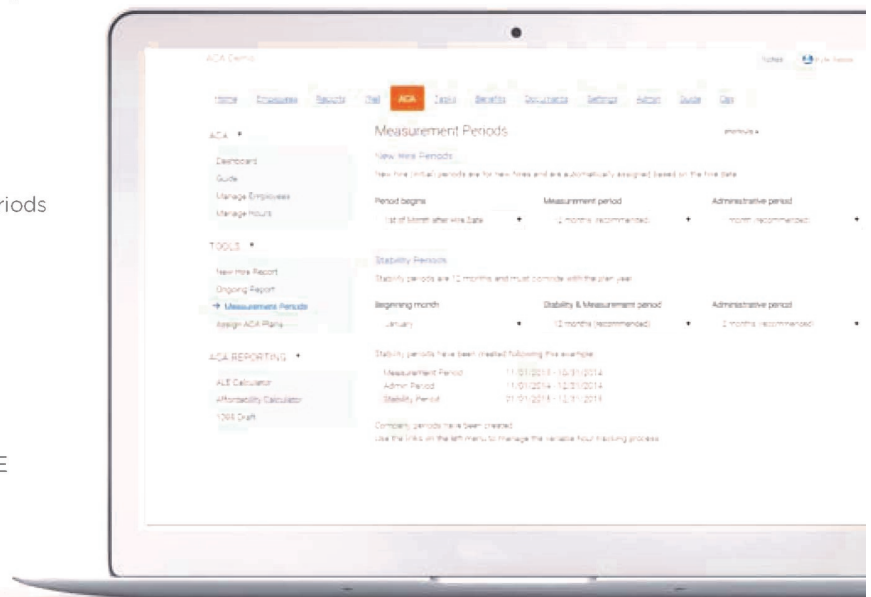 riods
E
ACA Demo
Home Employees Reports ACA Tasks Benefits Documents Settings Admin Guide
ACA
Dashboard
Guide
Manage Employees
Manage Hours
TOOLS
New Hire Report
Ongoing Report
→ Measurement Periods
Assign ACA Plans
ACA REPORTING
ALE Calculator
Affordability Calculator
1095 Draft
Measurement Periods
New Hire Periods
New hire (initial) periods are for new hires and are automatically assigned based on the hire date
Period begins Measurement period Administrative period
1st of Month after Hire Date 12 months (recommended) month (recommended)
Stability Periods
Stability periods are 12 months and must coincide with the plan year
Beginning month Stability & Measurement period Administrative period
January 12 months (recommended) 2 months (recommended)
Stability periods have been created following this example:
Measurement Period 11/01/2013 - 10/31/2014
Admin Period 11/01/2014 - 12/31/2014
Stability Period 01/01/2015 - 12/31/2015
Company periods have been created
Use the links on the left menu to manage the variable hour tracking process